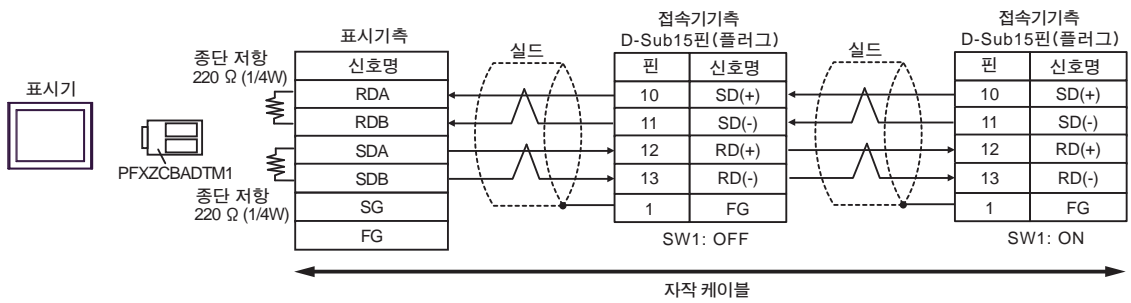 표시기
PFXZCBADTM1
종단 저항
220 Ω (1/4W)
종단 저항
220 Ω (1/4W)
표시기측
신호명
RDA
RDB
SDA
SDB
SG
FG
실드
접속기기측
D-Sub15핀(플러그)
핀 신호명
10 SD(+)
11 SD(-)
12 RD(+)
13 RD(-)
1 FG
SW1: OFF
실드
접속기기측
D-Sub15핀(플러그)
핀 신호명
10 SD(+)
11 SD(-)
12 RD(+)
13 RD(-)
1 FG
SW1: ON
자작 케이블